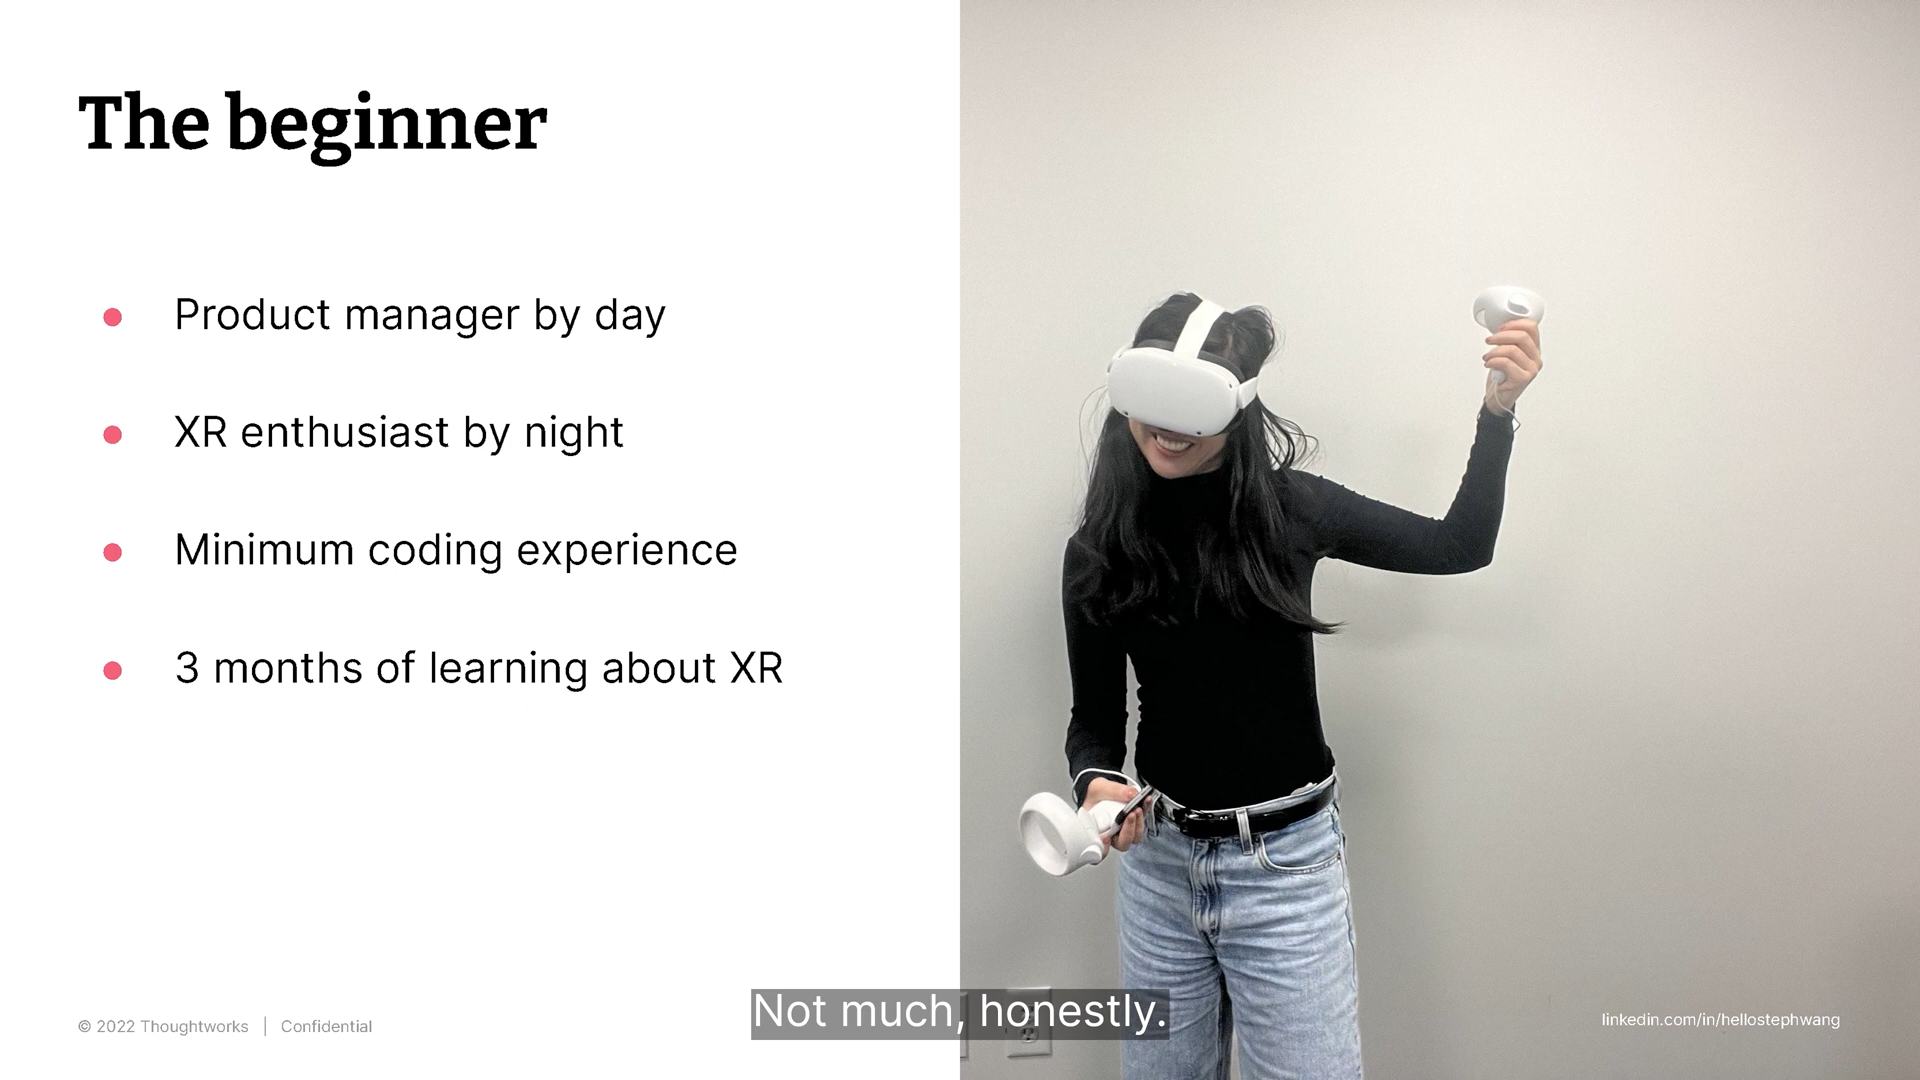 The beginner
Product manager by day
XR enthusiast by night
Minimum coding experience
3 months of learning about XR
Not much, honestly.
© 2022 Thoughtworks | Confidential
linkedin.com/in/hellostephwang